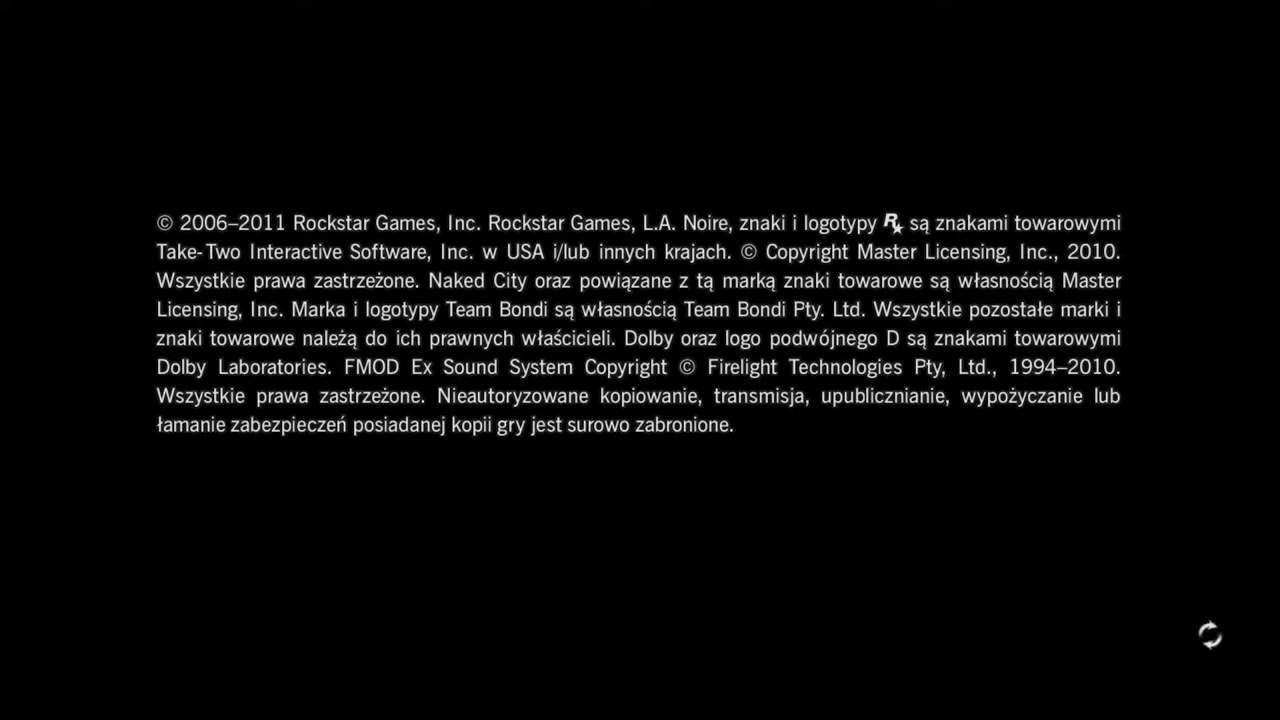 © 2006–2011 Rockstar Games, Inc. Rockstar Games, L.A. Noire, znaki i logotypy R★ są znakami towarowymi
Take-Two Interactive Software, Inc. w USA i/lub innych krajach. © Copyright Master Licensing, Inc., 2010.
Wszystkie prawa zastrzeżone. Naked City oraz powiązane z tą marką znaki towarowe są własnością Master
Licensing, Inc. Marka i logotypy Team Bondi są własnością Team Bondi Pty. Ltd. Wszystkie pozostałe marki i
znaki towarowe należą do ich prawnych właścicieli. Dolby oraz logo podwójnego D są znakami towarowymi
Dolby Laboratories. FMOD Ex Sound System Copyright © Firelight Technologies Pty, Ltd., 1994–2010.
Wszystkie prawa zastrzeżone. Nieautoryzowane kopiowanie, transmisja, upublicznianie, wypożyczanie lub
łamanie zabezpieczeń posiadanej kopii gry jest surowo zabronione.